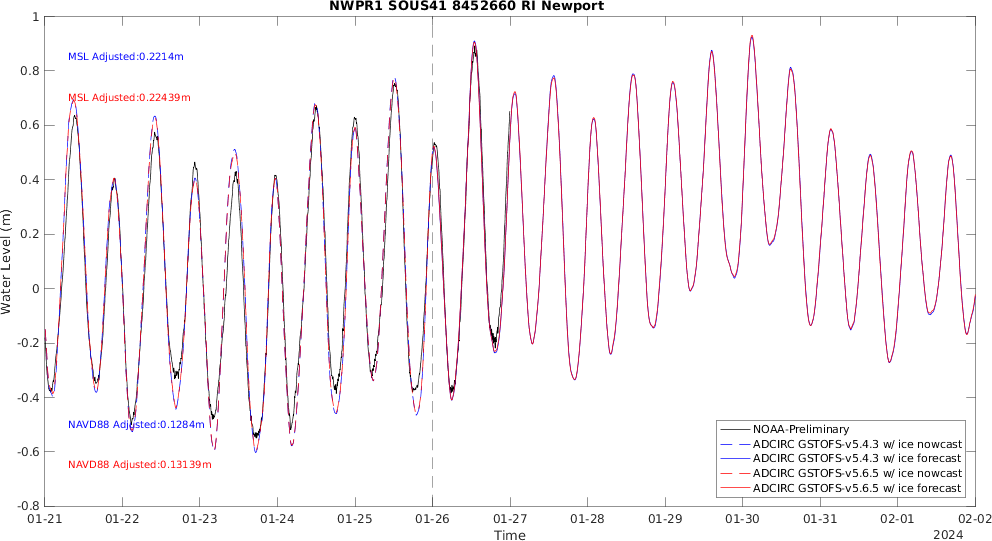 NWPR1 SOUS41 8452660 RI Newport
1
0.8
0.6
0.4
0.2
0
-0.2
-0.4
-0.6
-0.8
Water Level (m)
MSL Adjusted:0.2214m
MSL Adjusted:0.22439m
NAVD88 Adjusted:0.1284m
NAVD88 Adjusted:0.13139m
NOAA-Preliminary
ADCIRC GSTOFS-v5.4.3 w/ ice nowcast
ADCIRC GSTOFS-v5.4.3 w/ ice forecast
ADCIRC GSTOFS-v5.6.5 w/ ice nowcast
ADCIRC GSTOFS-v5.6.5 w/ ice forecast
01-21 01-22 01-23 01-24 01-25 01-26 01-27 01-28 01-29 01-30 01-31 02-01 02-02
Time
2024